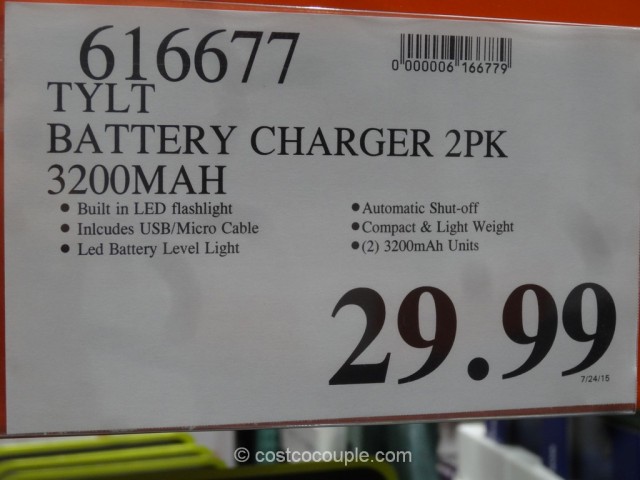 616677
0 000006 166779
TYLT
BATTERY CHARGER 2PK
3200MAH
• Built in LED flashlight
• Inlcudes USB/Micro Cable
• Led Battery Level Light
• Automatic Shut-off
• Compact & Light Weight
• (2) 3200mAh Units
29.99
7/24/15
© costcocouple.com